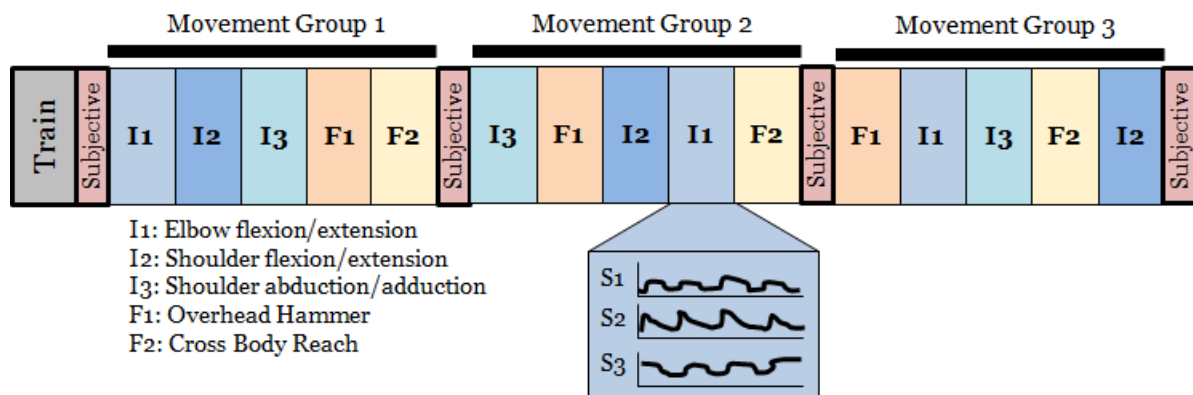 Movement Group 1
Movement Group 2
Movement Group 3
Train
Subjective
I1
I2
I3
F1
F2
Subjective
I3
F1
I2
I1
F2
Subjective
F1
I1
I3
F2
I2
Subjective
I1: Elbow flexion/extension
I2: Shoulder flexion/extension
I3: Shoulder abduction/adduction
F1: Overhead Hammer
F2: Cross Body Reach
S1
S2
S3